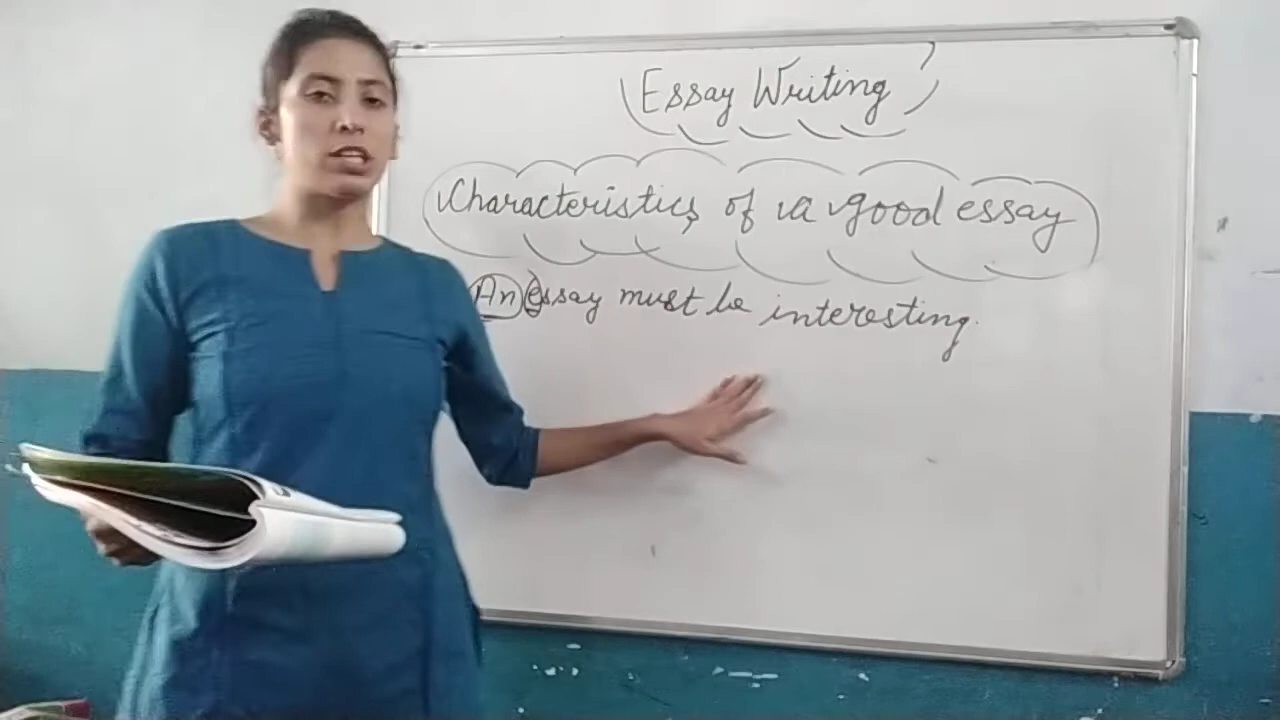 Essay Writing
Characteristics of a good essay
An essay must be interesting.